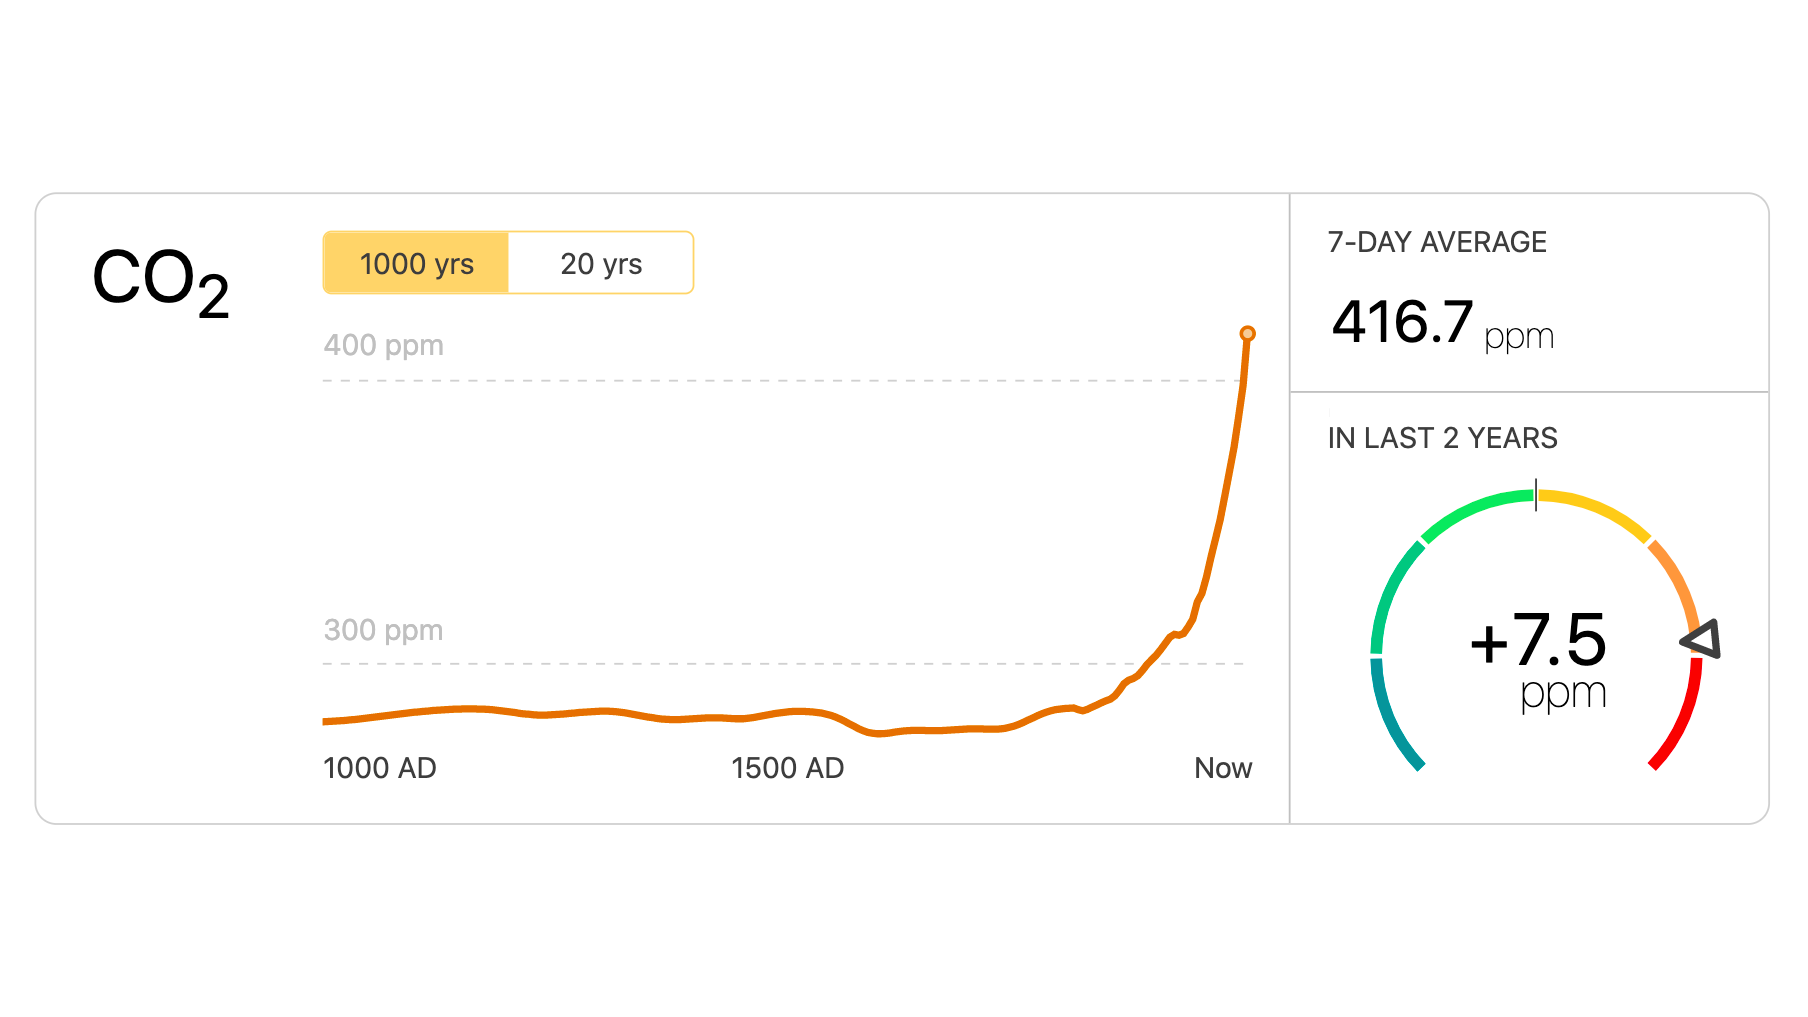 CO₂
1000 yrs
20 yrs
400 ppm
300 ppm
1000 AD
1500 AD
Now
7-DAY AVERAGE
416.7 ppm
IN LAST 2 YEARS
+7.5
ppm